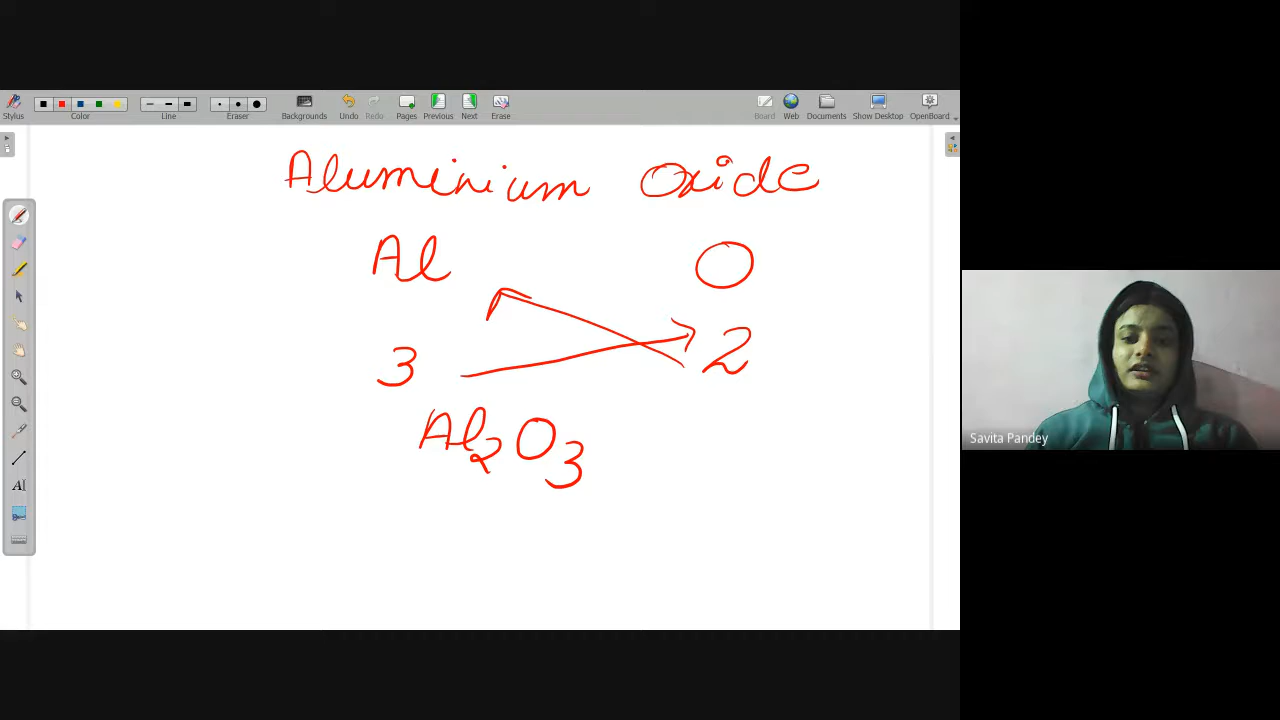 Stylus Color Line Eraser Backgrounds Undo Redo Pages Previous Next Erase Board Web Documents Show Desktop OpenBoard
Aluminium Oxide
Al O
3 2
Al₂O₃
Savita Pandey